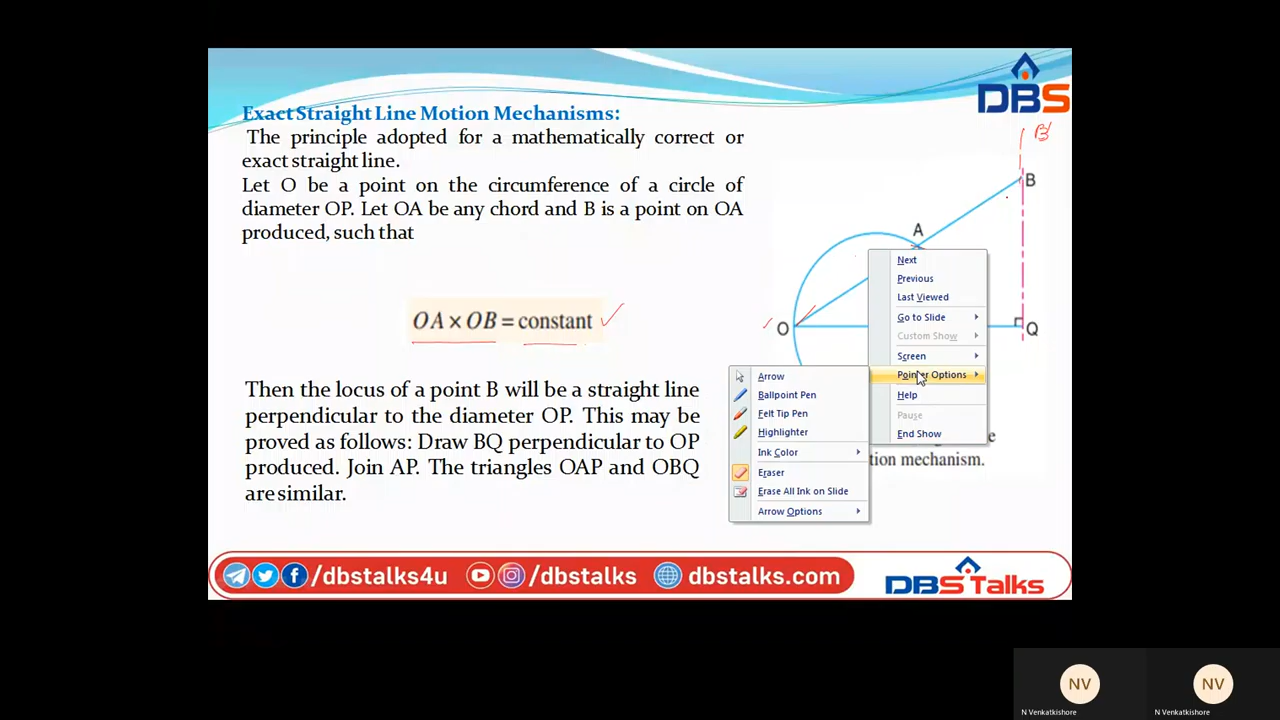 DBS
Exact Straight Line Motion Mechanisms:
The principle adopted for a mathematically correct or
exact straight line.
Let O be a point on the circumference of a circle of
diameter OP. Let OA be any chord and B is a point on OA
produced, such that
OA × OB = constant
Then the locus of a point B will be a straight line
perpendicular to the diameter OP. This may be
proved as follows: Draw BQ perpendicular to OP
produced. Join AP. The triangles OAP and OBQ
are similar.
B'
B
A
O
Q
Next
Previous
Last Viewed
Go to Slide
Custom Show
Screen
Pointer Options
Help
Pause
End Show
Arrow
Ballpoint Pen
Felt Tip Pen
Highlighter
Ink Color
Eraser
Erase All Ink on Slide
Arrow Options
tion mechanism.
/dbstalks4u
/dbstalks
dbstalks.com
DBS Talks
NV
N Venkatkishore
NV
N Venkatkishore